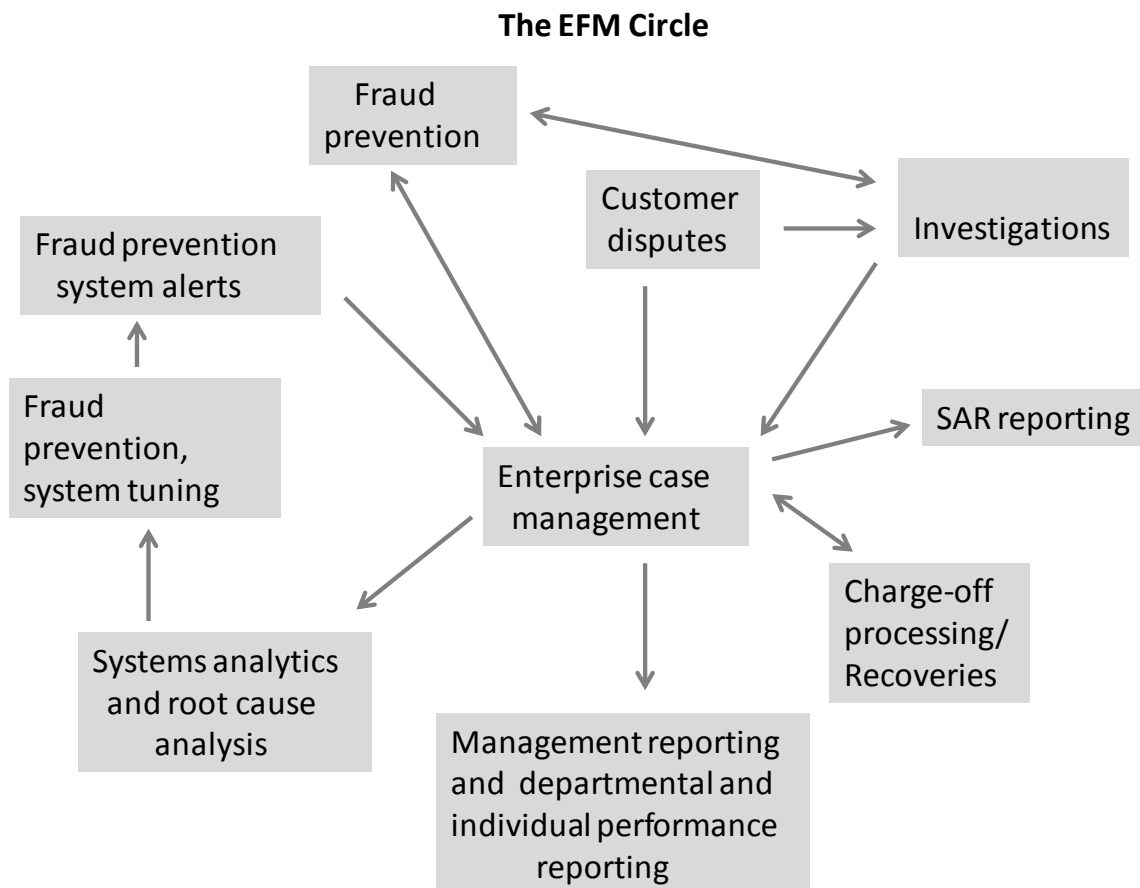 The EFM Circle
Fraud
prevention
Customer
disputes
Investigations
Fraud prevention
system alerts
Fraud
prevention,
system tuning
Enterprise case
management
SAR reporting
Charge-off
processing/
Recoveries
Systems analytics
and root cause
analysis
Management reporting
and departmental and
individual performance
reporting